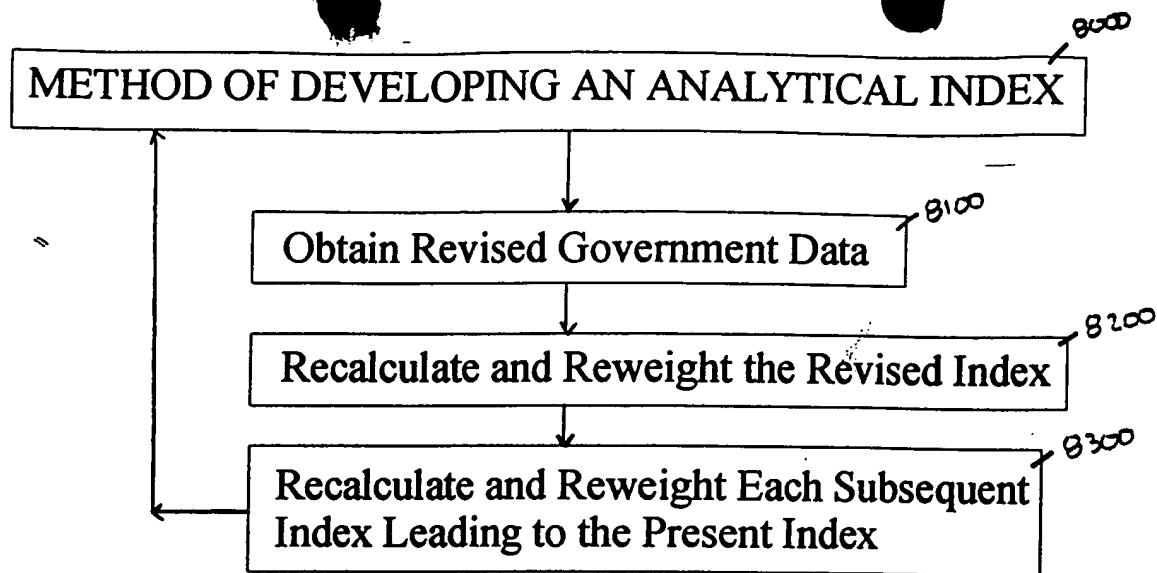 8000
METHOD OF DEVELOPING AN ANALYTICAL INDEX
8100
Obtain Revised Government Data
8200
Recalculate and Reweight the Revised Index
8300
Recalculate and Reweight Each Subsequent
Index Leading to the Present Index